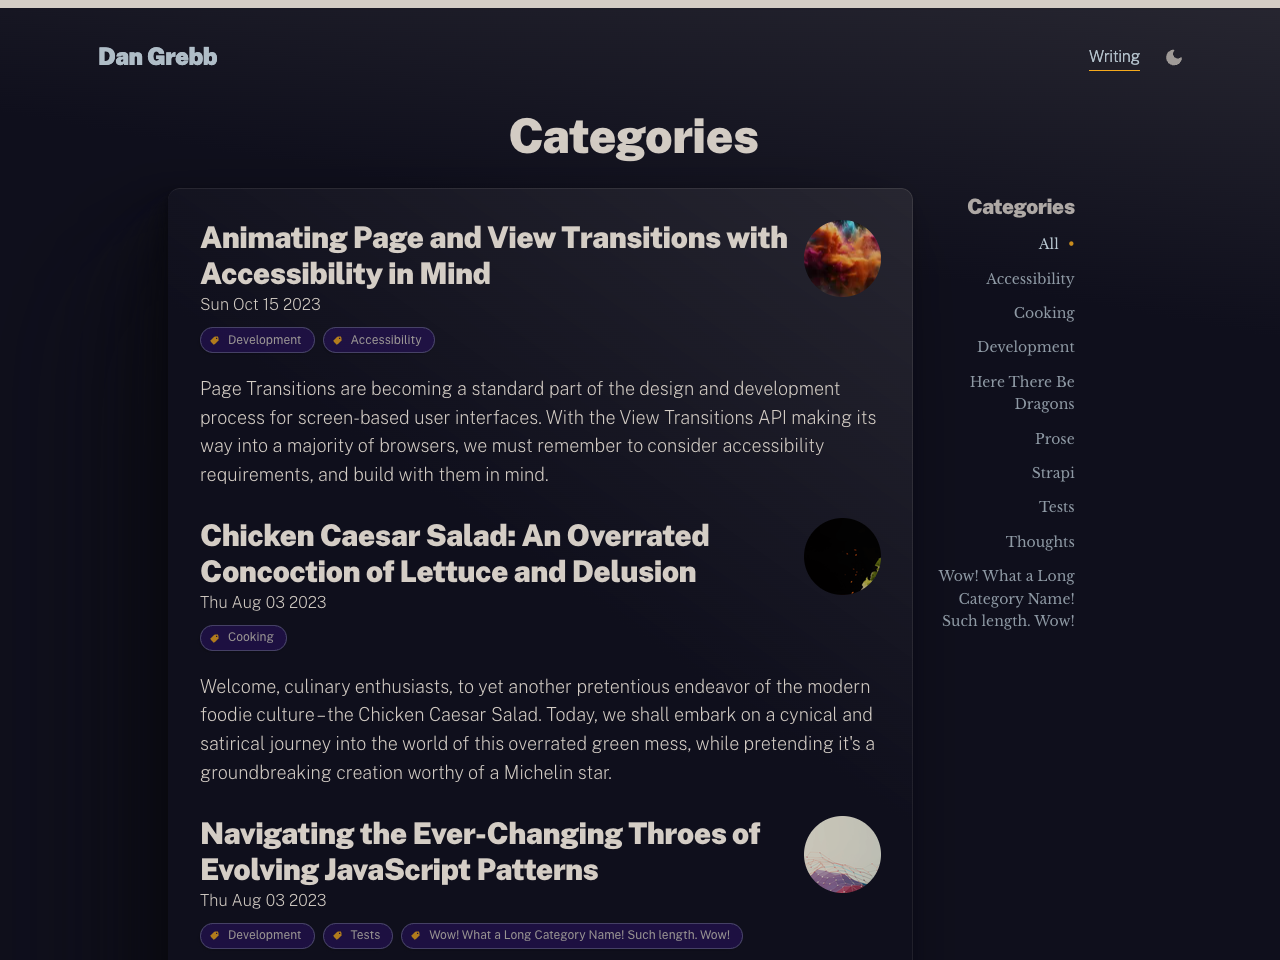 Dan Grebb
Writing
Categories
Animating Page and View Transitions with
Accessibility in Mind
Sun Oct 15 2023
Development
Accessibility
Page Transitions are becoming a standard part of the design and development
process for screen-based user interfaces. With the View Transitions API making its
way into a majority of browsers, we must remember to consider accessibility
requirements, and build with them in mind.
Chicken Caesar Salad: An Overrated
Concoction of Lettuce and Delusion
Thu Aug 03 2023
Cooking
Welcome, culinary enthusiasts, to yet another pretentious endeavor of the modern
foodie culture–the Chicken Caesar Salad. Today, we shall embark on a cynical and
satirical journey into the world of this overrated green mess, while pretending it's a
groundbreaking creation worthy of a Michelin star.
Navigating the Ever-Changing Throes of
Evolving JavaScript Patterns
Thu Aug 03 2023
Development
Tests
Wow! What a Long Category Name! Such length. Wow!
Categories
All
Accessibility
Cooking
Development
Here There Be
Dragons
Prose
Strapi
Tests
Thoughts
Wow! What a Long
Category Name!
Such length. Wow!